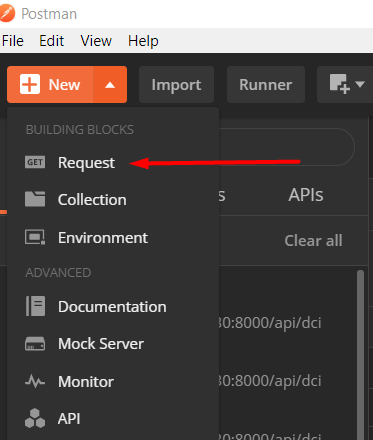 Postman
File Edit View Help
New Import Runner
BUILDING BLOCKS
GET Request
Collection
s APIs
Environment
Clear all
ADVANCED
Documentation
30:8000/api/dci
Mock Server
Monitor
30:8000/api/dci
API
30:8000/api/dci